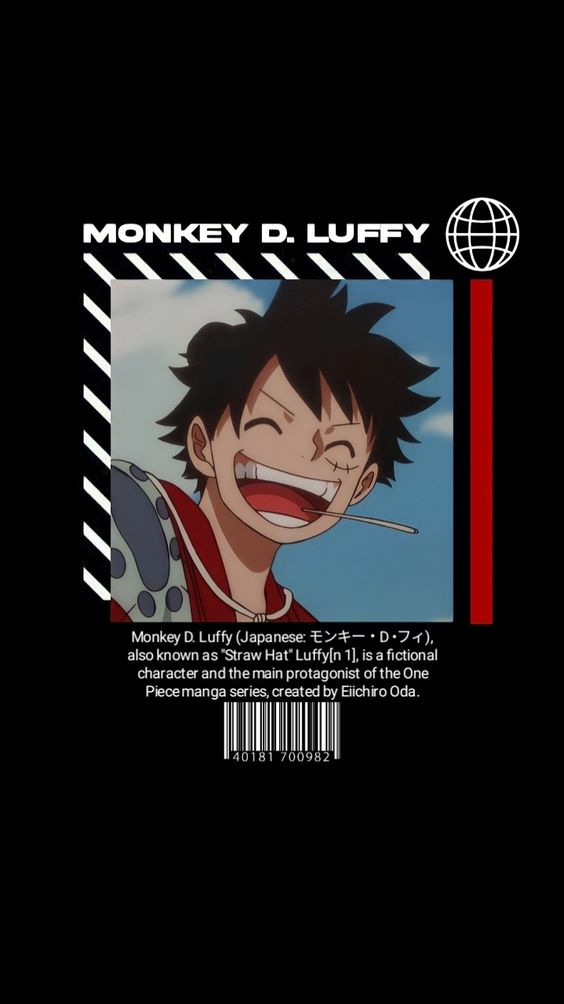 MONKEY D. LUFFY
Monkey D. Luffy (Japanese: モンキー・D・フィ),
also known as "Straw Hat" Luffy[n 1], is a fictional
character and the main protagonist of the One
Piece manga series, created by Eiichiro Oda.
40181 700982